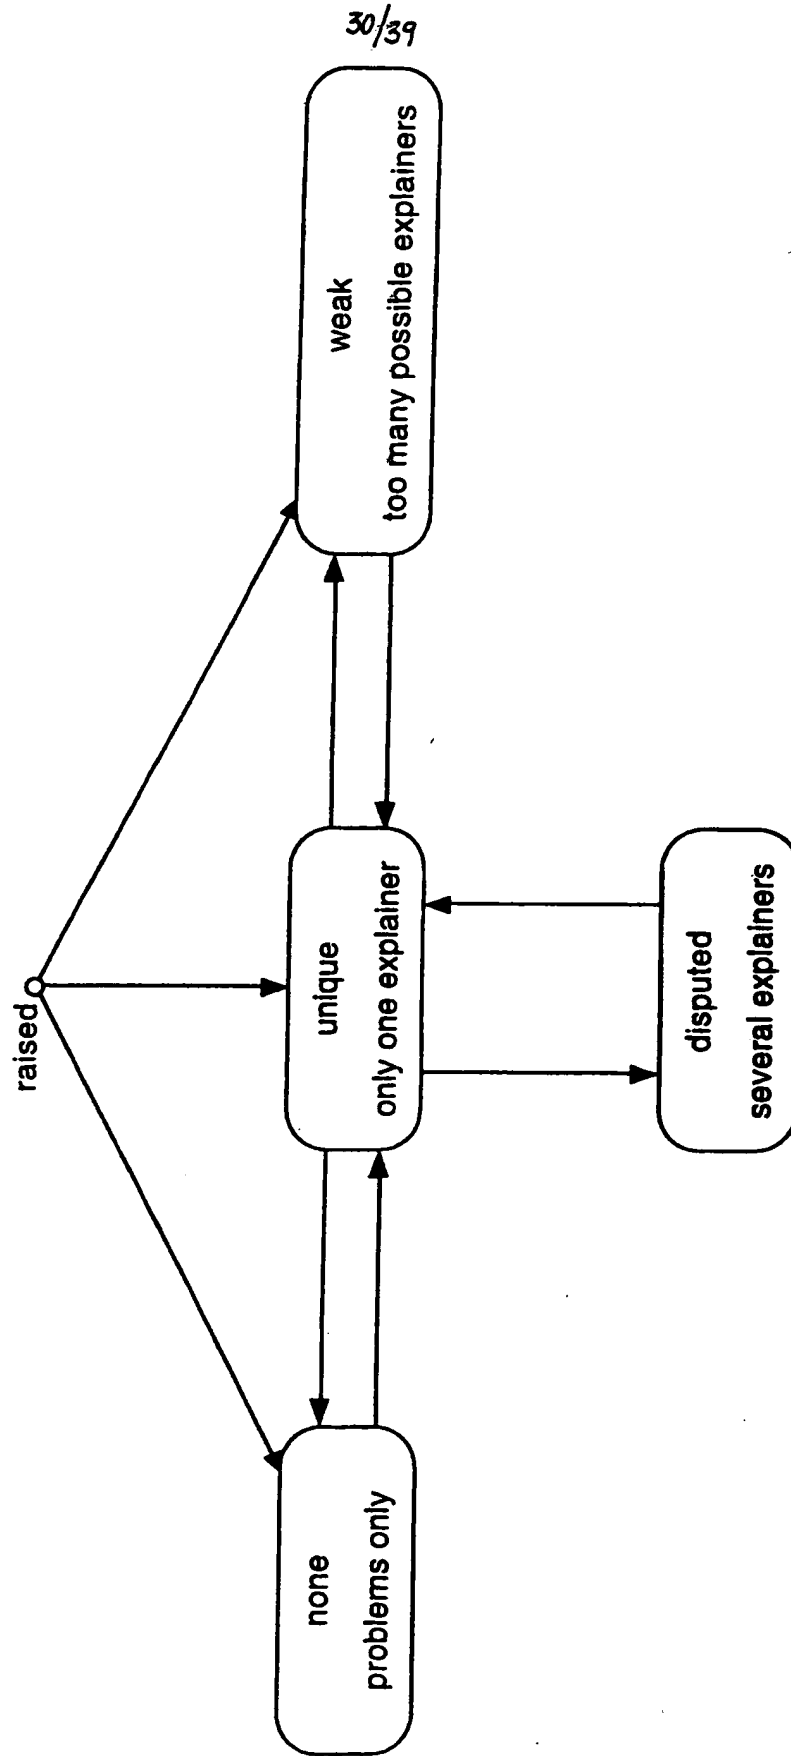 30/39
raised
none
problems only
unique
only one explainer
weak
too many possible explainers
disputed
several explainers